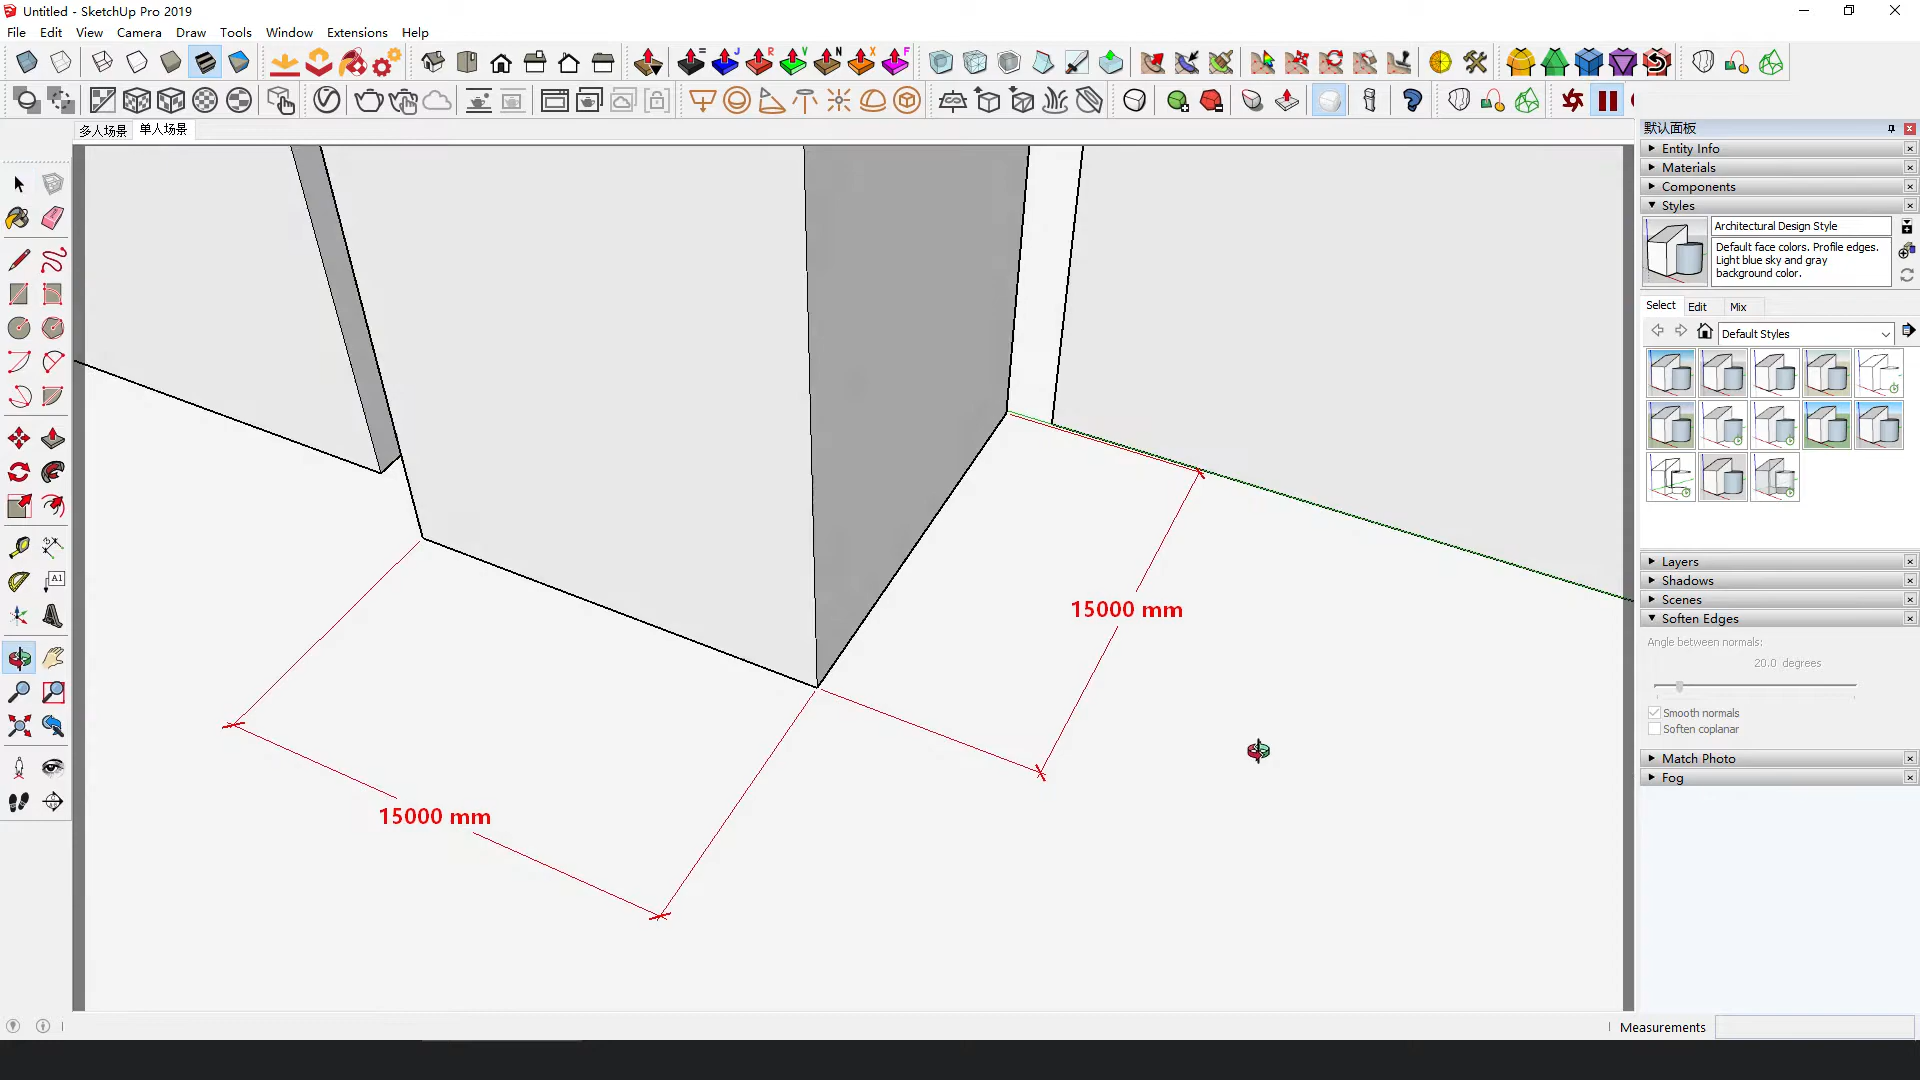 Untitled - SketchUp Pro 2019
File Edit View Camera Draw Tools Window Extensions Help
多人场景 单人场景
默认面板
Entity Info
Materials
Components
Styles
Architectural Design Style
Default face colors. Profile edges.
Light blue sky and gray
background color.
Select Edit Mix
Default Styles
15000 mm
15000 mm
Layers
Shadows
Scenes
Soften Edges
Angle between normals:
20.0 degrees
Smooth normals
Soften coplanar
Match Photo
Fog
Measurements